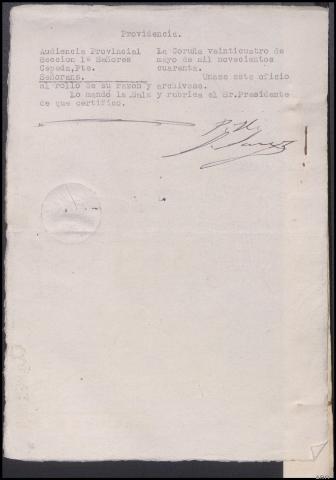 Providencia.
Audiencia Provincial La Coruña vainticuatro de
Seccion 1ª Señores mayo de mil novecientos
Cepeda, Pte. cuarenta.
Señorans. Unase este oficio
al rollo de su razon y archivese.
Lo mandó la Sala y rubrica el Sr. Presidente
de que certifico.